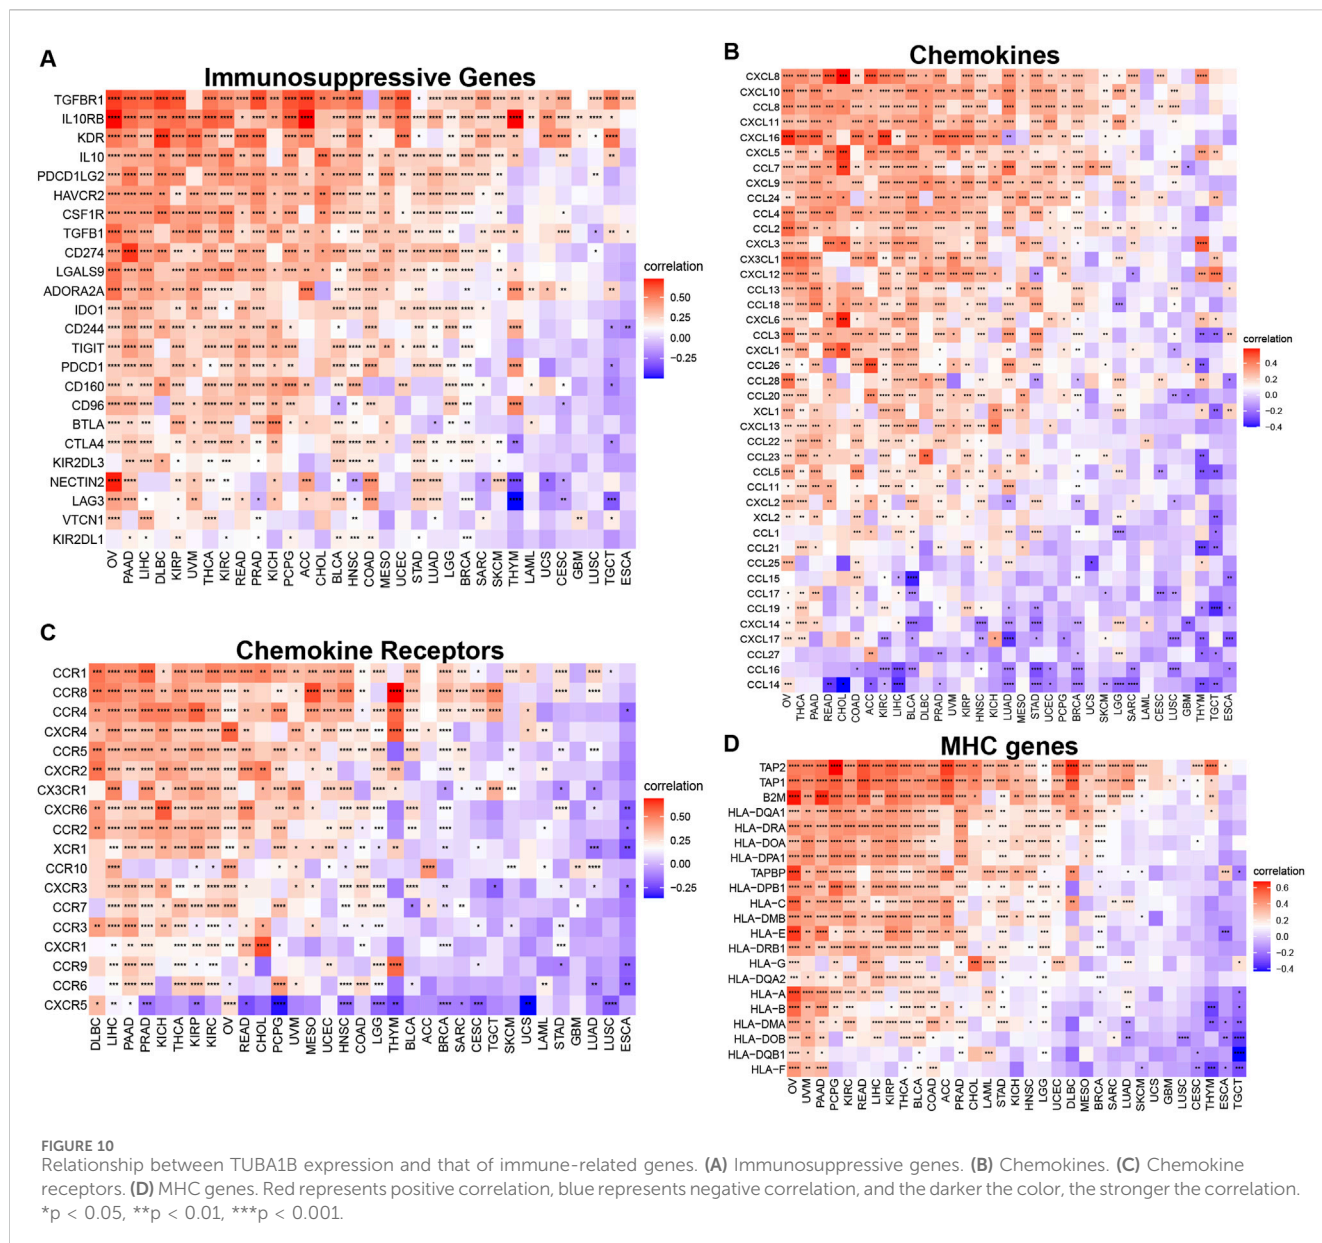 A
Immunosuppressive Genes
TGFBR1
IL10RB
KDR
IL10
PDCD1LG2
HAVCR2
CSF1R
TGFB1
CD274
LGALS9
ADORA2A
IDO1
CD244
TIGIT
PDCD1
CD160
CD96
BTLA
CTLA4
KIR2DL3
NECTIN2
LAG3
VTCN1
KIR2DL1
OV PAAD LIHC DLBC KIRP UVM THCA KIRC READ PRAD KICH PCPG ACC CHOL BLCA HNSC COAD MESO UCEC STAD LUAD LGG BRCA SARC SKCM THYM LAML UCS CESC GBM LUSC TGCT ESCA
correlation
0.50
0.25
0.00
−0.25
B
Chemokines
CXCL8
CXCL10
CCL8
CXCL11
CXCL16
CXCL5
CCL7
CXCL9
CCL24
CCL4
CCL2
CXCL3
CX3CL1
CXCL12
CCL13
CCL18
CXCL6
CCL3
CXCL1
CCL26
CCL28
CCL20
XCL1
CXCL13
CCL22
CCL23
CCL5
CCL11
CXCL2
XCL2
CCL1
CCL21
CCL25
CCL15
CCL17
CCL19
CXCL14
CXCL17
CCL27
CCL16
CCL14
OV THCA PAAD READ CHOL COAD ACC KIRC LIHC BLCA DLBC PRAD UVM KIRP HNSC KICH LUAD MESO STAD UCEC PCPG BRCA UCS SKCM LGG SARC LAML CESC LUSC GBM THYM TGCT ESCA
correlation
0.4
0.2
0.0
−0.2
−0.4
C
Chemokine Receptors
CCR1
CCR8
CCR4
CXCR4
CCR5
CXCR2
CX3CR1
CXCR6
CCR2
XCR1
CCR10
CXCR3
CCR7
CCR3
CXCR1
CCR9
CCR6
CXCR5
DLBC LIHC PAAD PRAD KICH THCA KIRP KIRC OV READ CHOL PCPG UVM MESO UCEC HNSC COAD LGG THYM BLCA ACC BRCA SARC CESC TGCT SKCM UCS LAML STAD GBM LUAD LUSC ESCA
correlation
0.50
0.25
0.00
−0.25
D
MHC genes
TAP2
TAP1
B2M
HLA−DQA1
HLA−DRA
HLA−DOA
HLA−DPA1
TAPBP
HLA−DPB1
HLA−C
HLA−DMB
HLA−E
HLA−DRB1
HLA−G
HLA−DQA2
HLA−A
HLA−B
HLA−DMA
HLA−DOB
HLA−DQB1
HLA−F
OV UVM PAAD PCPG KIRC READ LIHC KIRP THCA BLCA COAD ACC PRAD CHOL LAML STAD KICH HNSC LGG UCEC DLBC MESO BRCA SARC LUAD SKCM UCS GBM LUSC CESC THYM ESCA TGCT
correlation
0.6
0.4
0.2
0.0
−0.2
−0.4
FIGURE 10
Relationship between TUBA1B expression and that of immune-related genes. (A) Immunosuppressive genes. (B) Chemokines. (C) Chemokine
receptors. (D) MHC genes. Red represents positive correlation, blue represents negative correlation, and the darker the color, the stronger the correlation.
*p < 0.05, **p < 0.01, ***p < 0.001.